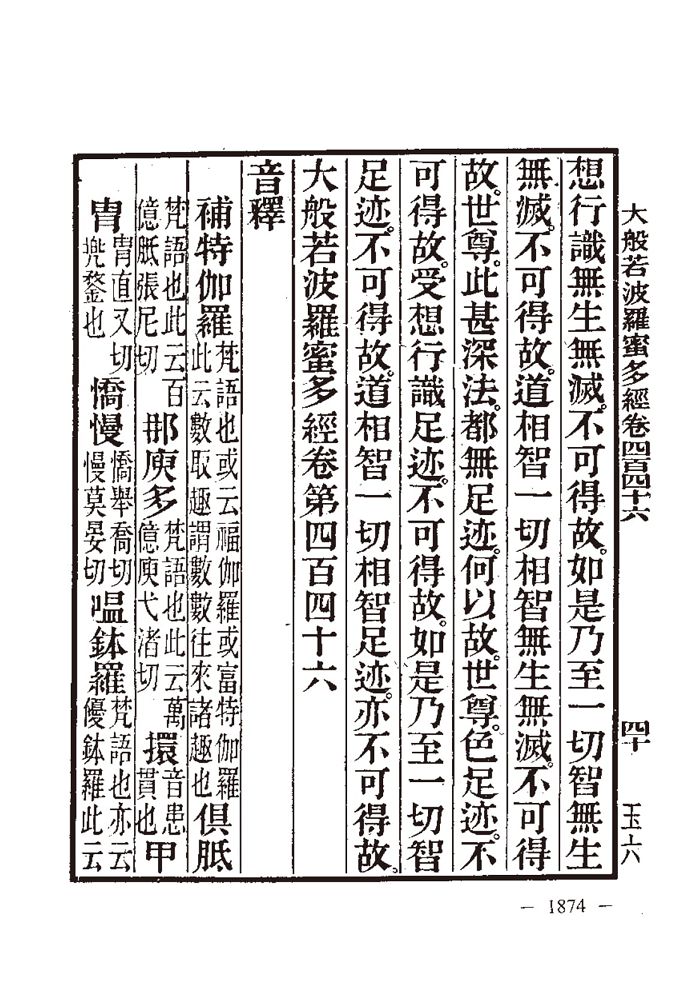 大般若波羅蜜多經卷四百四十六 四十 玉六
想行識無生無滅。不可得故。如是乃至一切智無生
無滅。不可得故。道相智一切相智無生無滅。不可得
故。世尊。此甚深法。都無足迹。何以故。世尊。色足迹。不
可得故。受想行識足迹。不可得故。如是乃至一切智
足迹。不可得故。道相智一切相智足迹。亦不可得故。
大般若波羅蜜多經卷第四百四十六
音釋
補特伽羅 梵語也或云福伽羅或富特伽羅此云數取趣謂數數往來諸趣也 俱胝
梵語也此云百億胝張尼切 那庾多 梵語也此云萬億庾弋渚切 擐 音患貫也 甲
冑 冑直又切兠鍪也 憍慢 憍舉喬切慢莫晏切 嗢鉢羅 梵語也亦云優鉢羅此云
— 1874 —